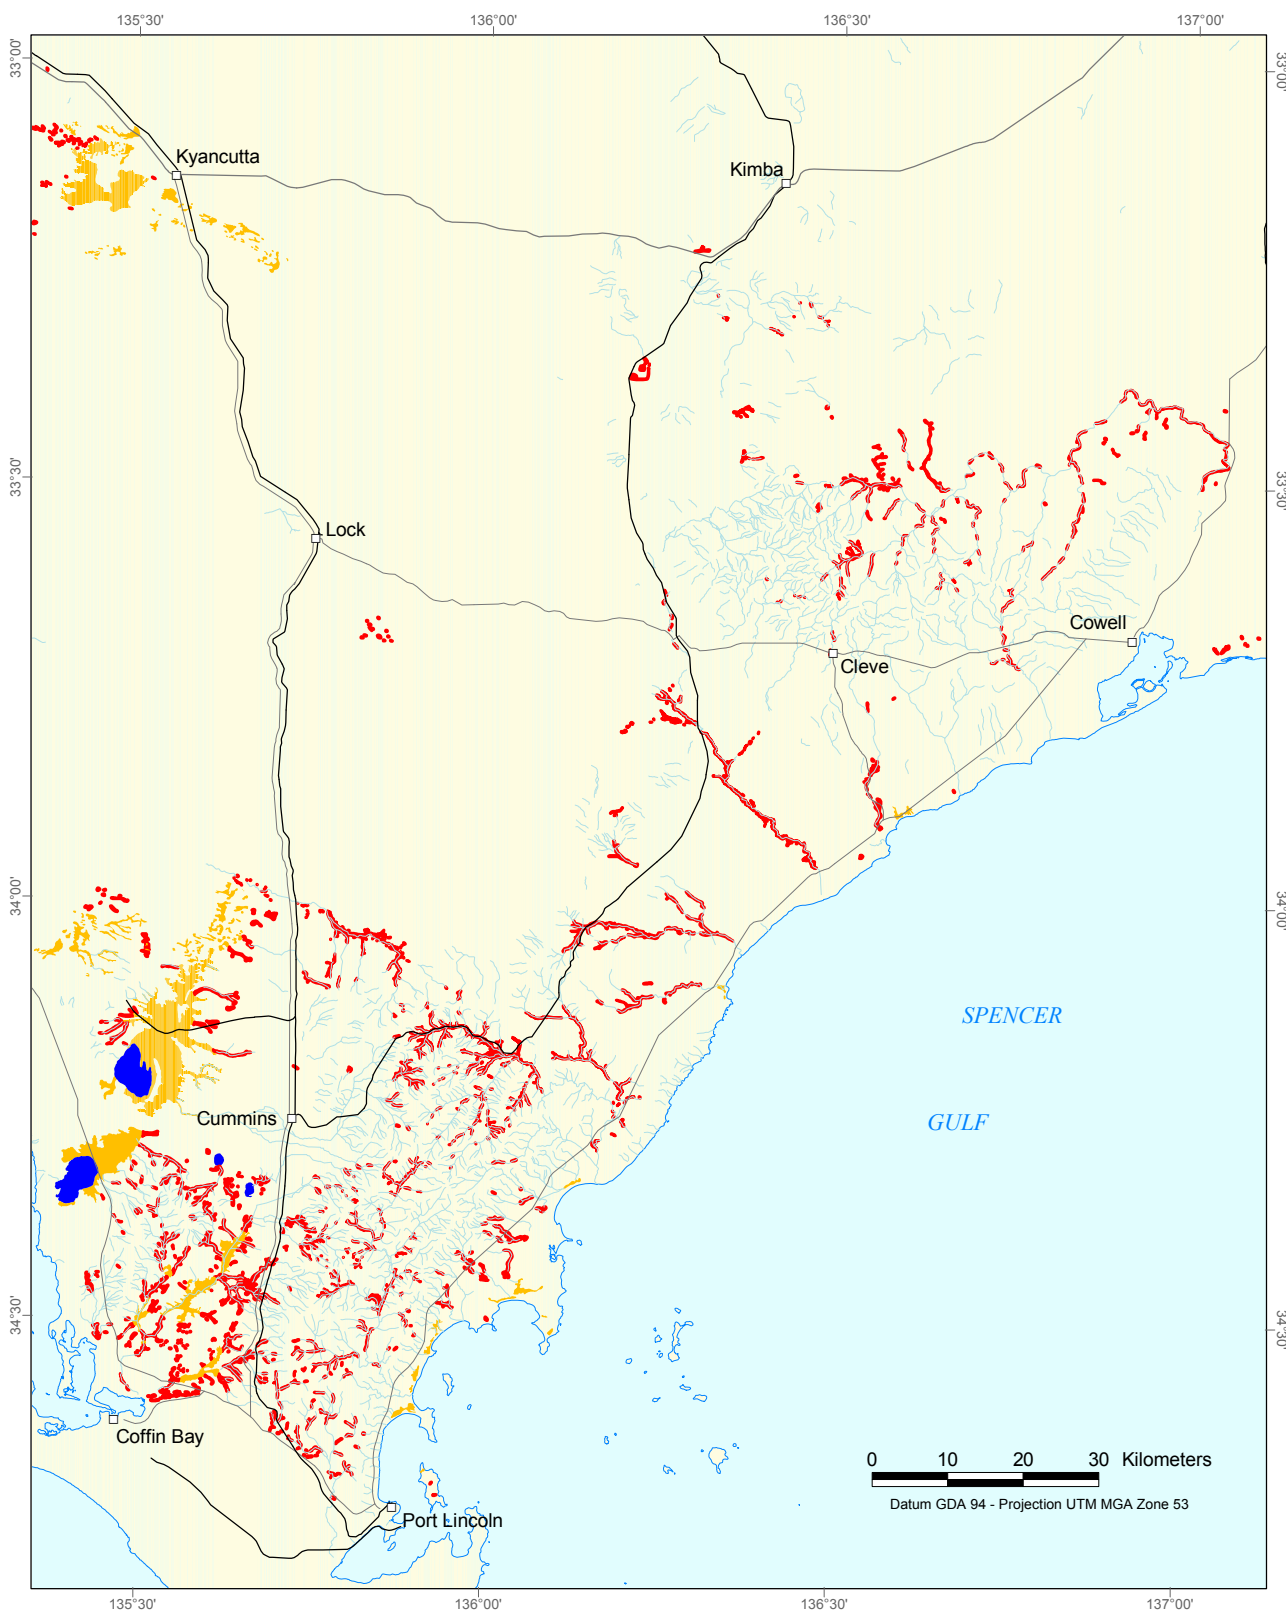 135°30' 136°00' 136°30' 137°00'
33°00' 33°00'
Kyancutta
Kimba
33°30' 33°30'
Lock
Cowell
Cleve
34°00' 34°00'
SPENCER
Cummins
GULF
34°30' 34°30'
Coffin Bay
0 10 20 30 Kilometers
Datum GDA 94 - Projection UTM MGA Zone 53
Port Lincoln
135°30' 136°00' 136°30' 137°00'